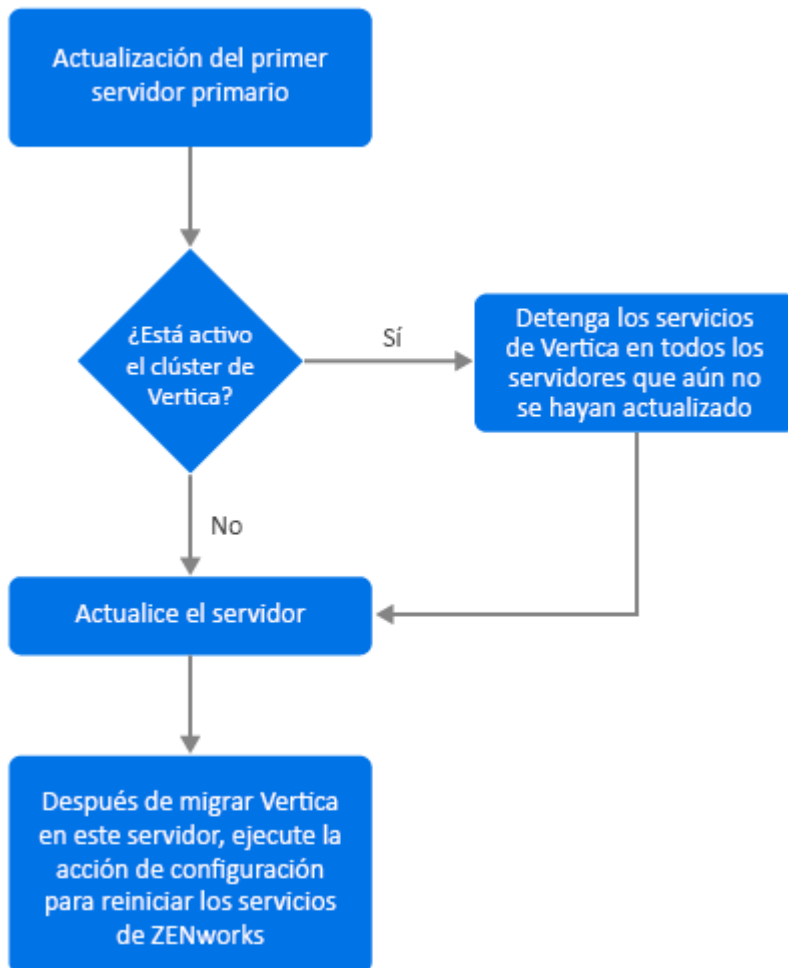 Actualización del primer
servidor primario
¿Está activo
el clúster de
Vertica?
Sí
Detenga los servicios
de Vertica en todos los
servidores que aún no
se hayan actualizado
No
Actualice el servidor
Después de migrar Vertica
en este servidor, ejecute la
acción de configuración
para reiniciar los servicios
de ZENworks